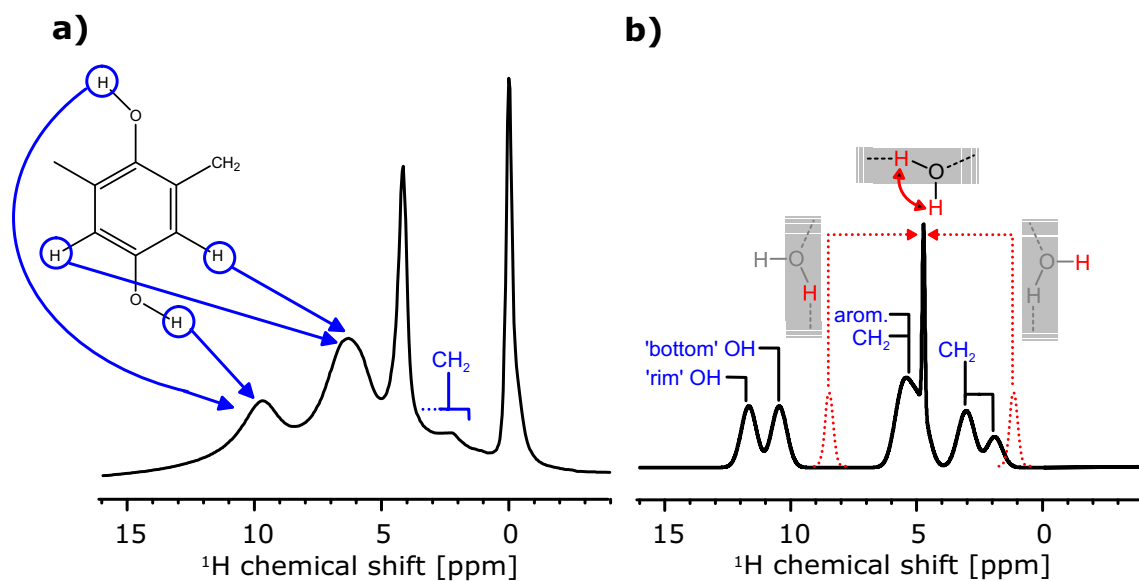 a)
H
O
CH₂
H
H
O
H
CH₂
15 10 5 0
¹H chemical shift [ppm]
b)
H
O
H
H
O
H
O
H
H
arom.
CH₂
'bottom' OH
'rim' OH
CH₂
15 10 5 0
¹H chemical shift [ppm]